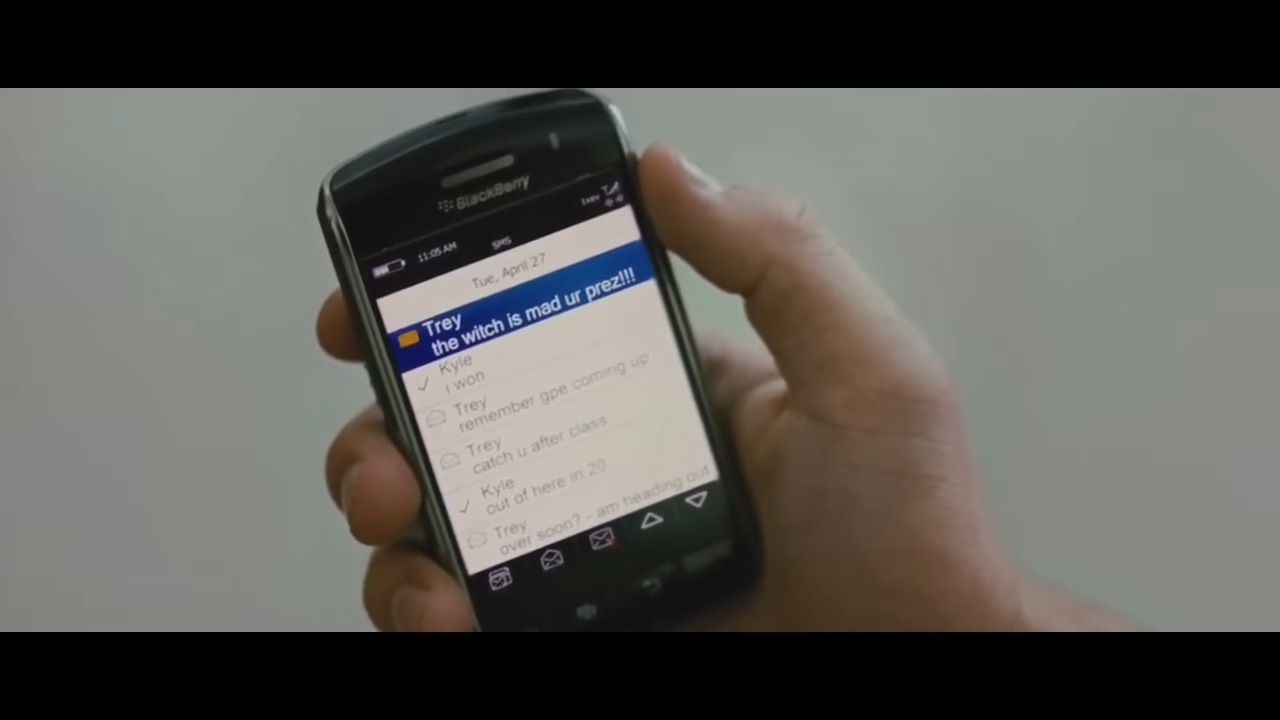 BlackBerry
1xev
11:05 AM SMS
Tue, April 27
Trey
the witch is mad ur prez!!!
Kyle
i won
Trey
remember gpe coming up
Trey
catch u after class
Kyle
out of here in 20
Trey
over soon? - am heading out